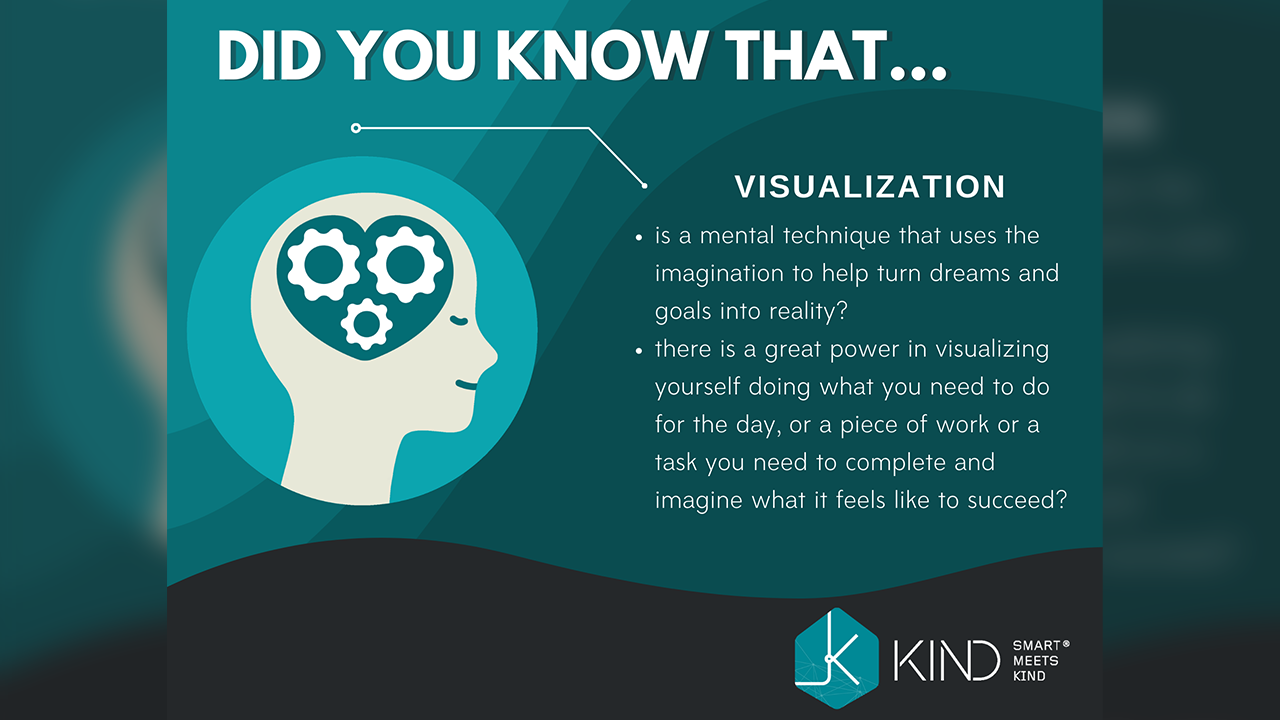 DID YOU KNOW THAT...
VISUALIZATION
• is a mental technique that uses the
imagination to help turn dreams and
goals into reality?
• there is a great power in visualizing
yourself doing what you need to do
for the day, or a piece of work or a
task you need to complete and
imagine what it feels like to succeed?
K KIND
SMART®
MEETS
KIND